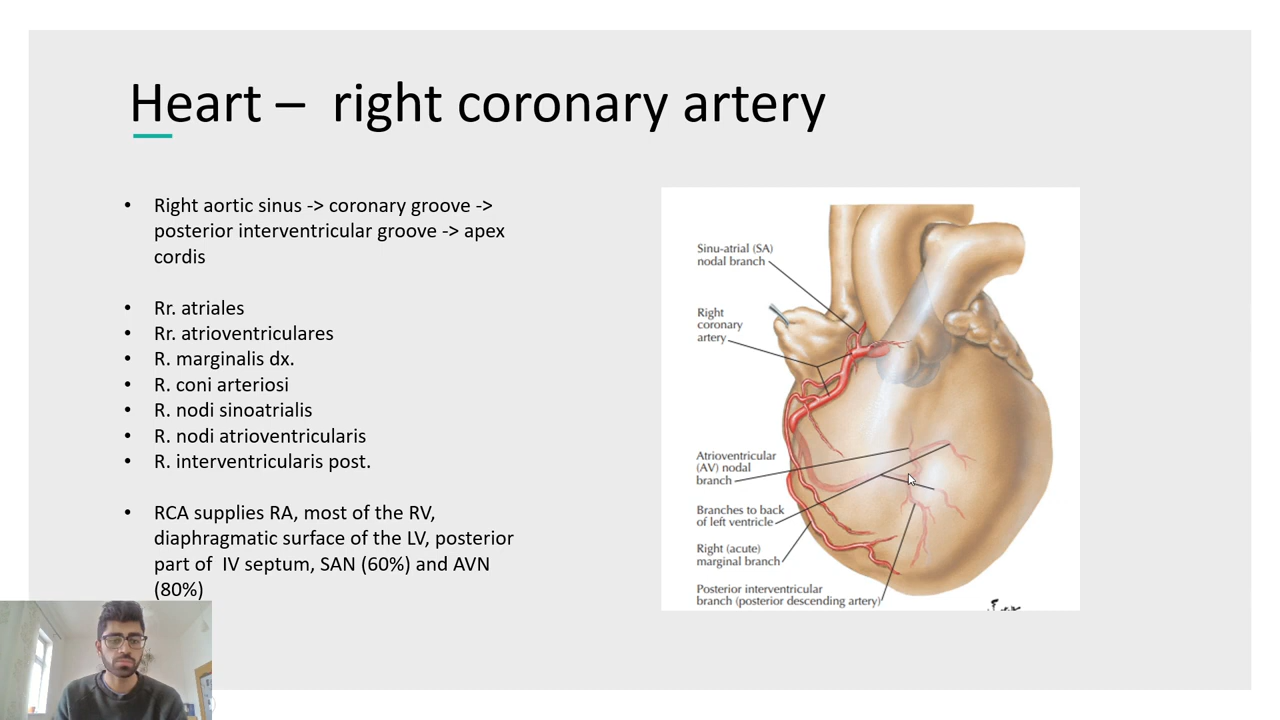 Heart – right coronary artery
• Right aortic sinus -> coronary groove ->
posterior interventricular groove -> apex
cordis
• Rr. atriales
• Rr. atrioventriculares
• R. marginalis dx.
• R. coni arteriosi
• R. nodi sinoatrialis
• R. nodi atrioventricularis
• R. interventricularis post.
• RCA supplies RA, most of the RV,
diaphragmatic surface of the LV, posterior
part of IV septum, SAN (60%) and AVN
(80%)
Sinu-atrial (SA)
nodal branch
Right
coronary
artery
Atrioventricular
(AV) nodal
branch
Branches to back
of left ventricle
Right (acute)
marginal branch
Posterior interventricular
branch (posterior descending artery)